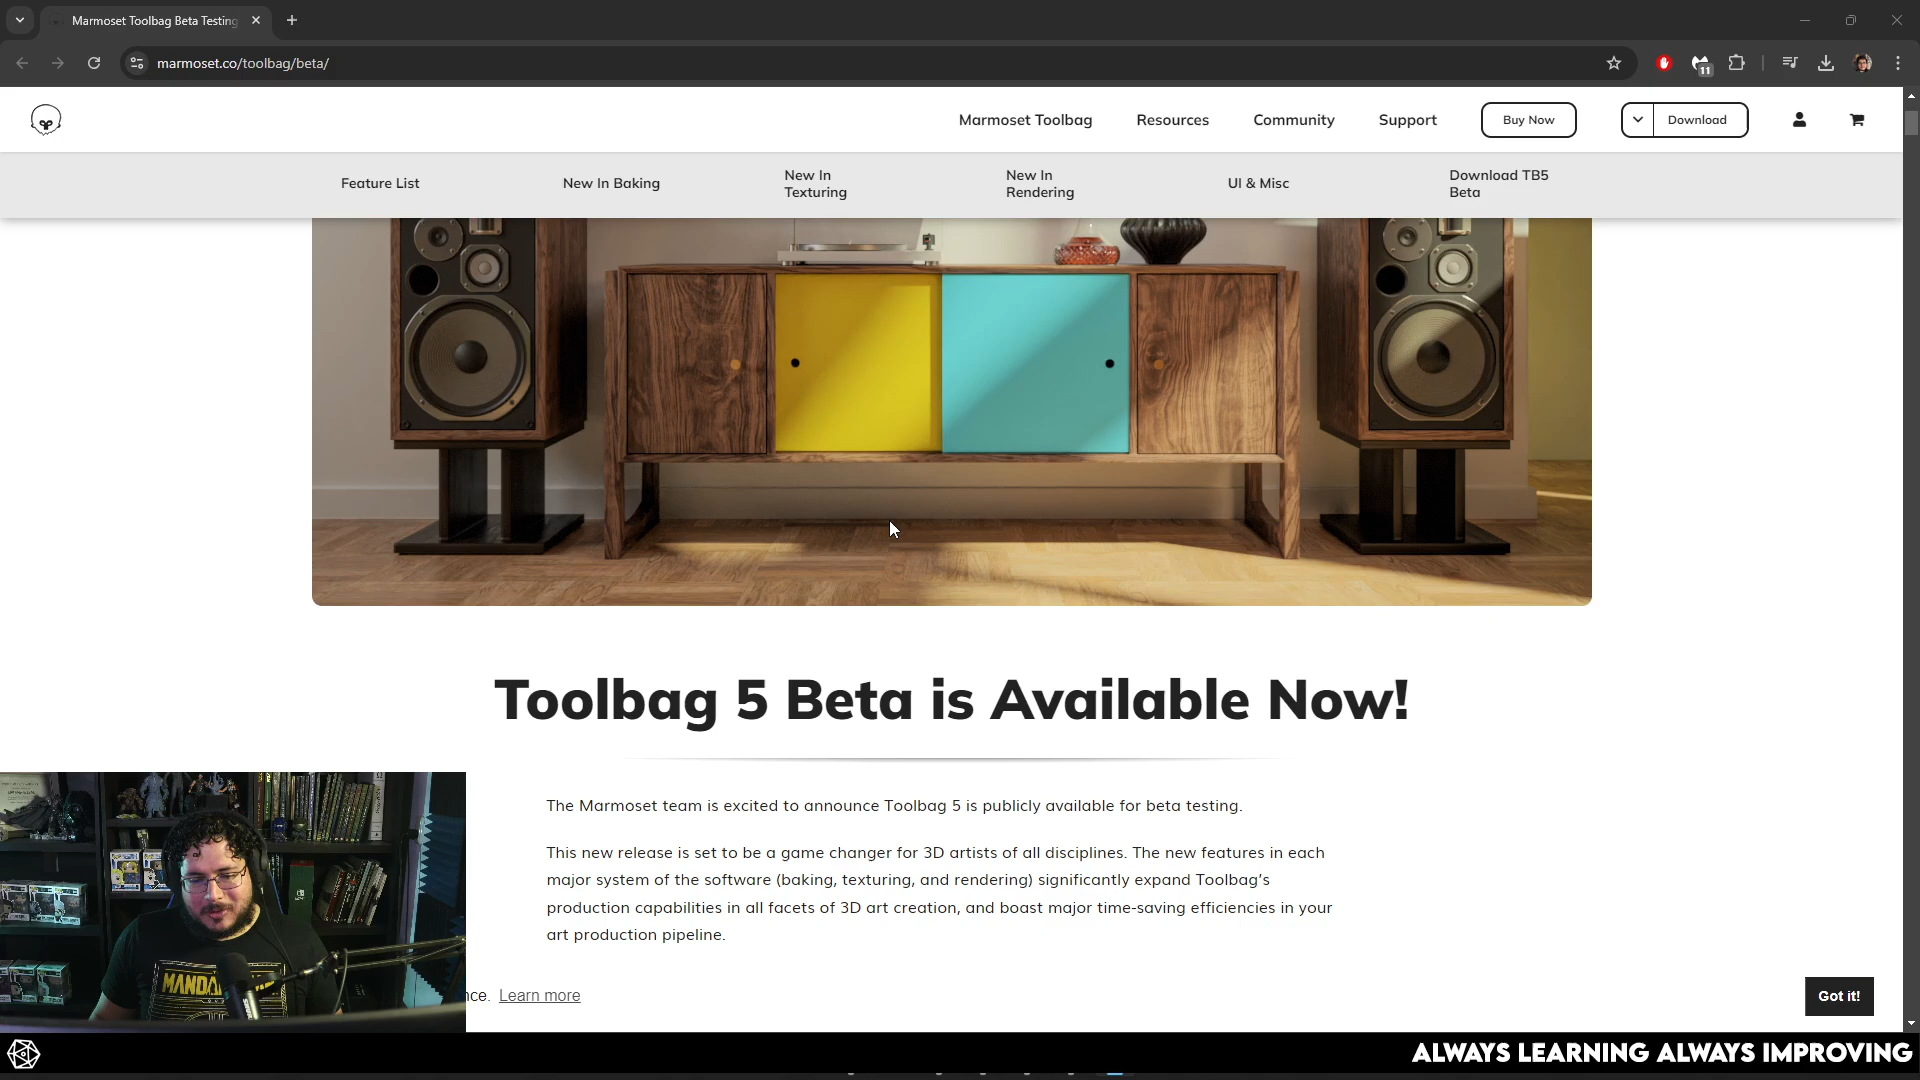 Marmoset Toolbag Beta Testing
marmoset.co/toolbag/beta/
11
Marmoset Toolbag
Resources
Community
Support
Buy Now
Download
Feature List
New In Baking
New In
Texturing
New In
Rendering
UI & Misc
Download TB5
Beta
Toolbag 5 Beta is Available Now!
The Marmoset team is excited to announce Toolbag 5 is publicly available for beta testing.
This new release is set to be a game changer for 3D artists of all disciplines. The new features in each
major system of the software (baking, texturing, and rendering) significantly expand Toolbag's
production capabilities in all facets of 3D art creation, and boast major time-saving efficiencies in your
art production pipeline.
nce. Learn more
Got it!
ALWAYS LEARNING ALWAYS IMPROVING